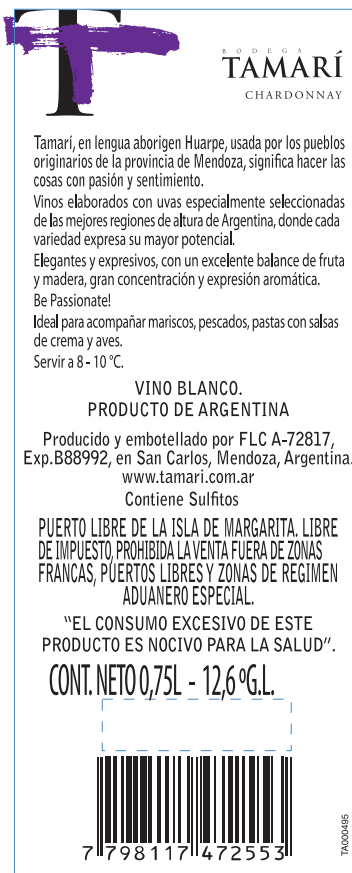 T
BODEGA
TAMARÍ
CHARDONNAY
Tamarí, en lengua aborigen Huarpe, usada por los pueblos
originarios de la provincia de Mendoza, significa hacer las
cosas con pasión y sentimiento.
Vinos elaborados con uvas especialmente seleccionadas
de las mejores regiones de altura de Argentina, donde cada
variedad expresa su mayor potencial.
Elegantes y expresivos, con un excelente balance de fruta
y madera, gran concentración y expresión aromática.
Be Passionate!
Ideal para acompañar mariscos, pescados, pastas con salsas
de crema y aves.
Servir a 8 - 10 °C.
VINO BLANCO.
PRODUCTO DE ARGENTINA
Producido y embotellado por FLC A-72817,
Exp.B88992, en San Carlos, Mendoza, Argentina.
www.tamari.com.ar
Contiene Sulfitos
PUERTO LIBRE DE LA ISLA DE MARGARITA. LIBRE
DE IMPUESTO, PROHIBIDA LA VENTA FUERA DE ZONAS
FRANCAS, PUERTOS LIBRES Y ZONAS DE REGIMEN
ADUANERO ESPECIAL.
"EL CONSUMO EXCESIVO DE ESTE
PRODUCTO ES NOCIVO PARA LA SALUD".
CONT. NETO 0,75L - 12,6 ºG.L.
7 798117 472553
TA000495